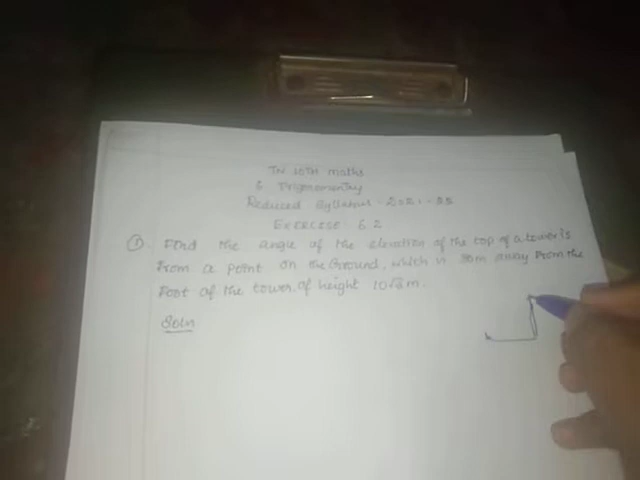 TN 10TH maths
6 Trigonomentry
Reduced Syllabus - 2021-22
EXERCISE 6.2
① Find the angle of the elevation of the top of a tower is
from a point on the Ground, which is 30m away from the
foot of the tower of height 10√3 m.
Soln